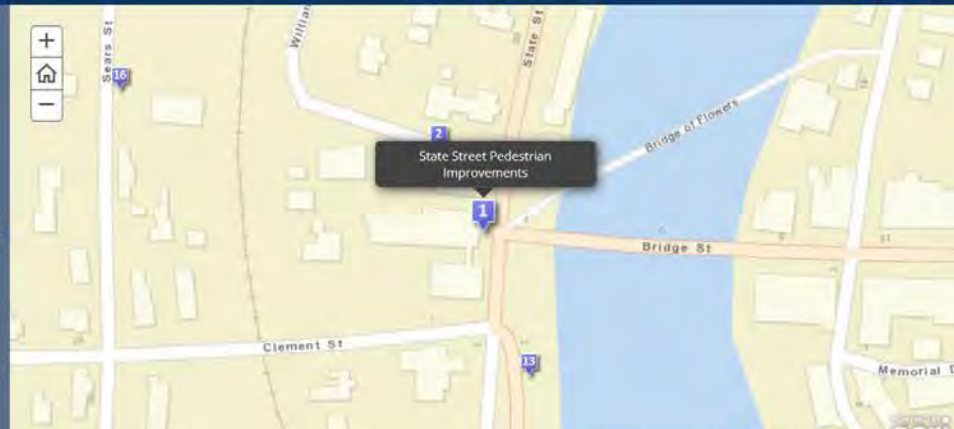 +
−
Sears St
16
Willian
State St
2
State Street Pedestrian
Improvements
1
Bridge of Flowers
Bridge St
Clement St
13
Memorial D